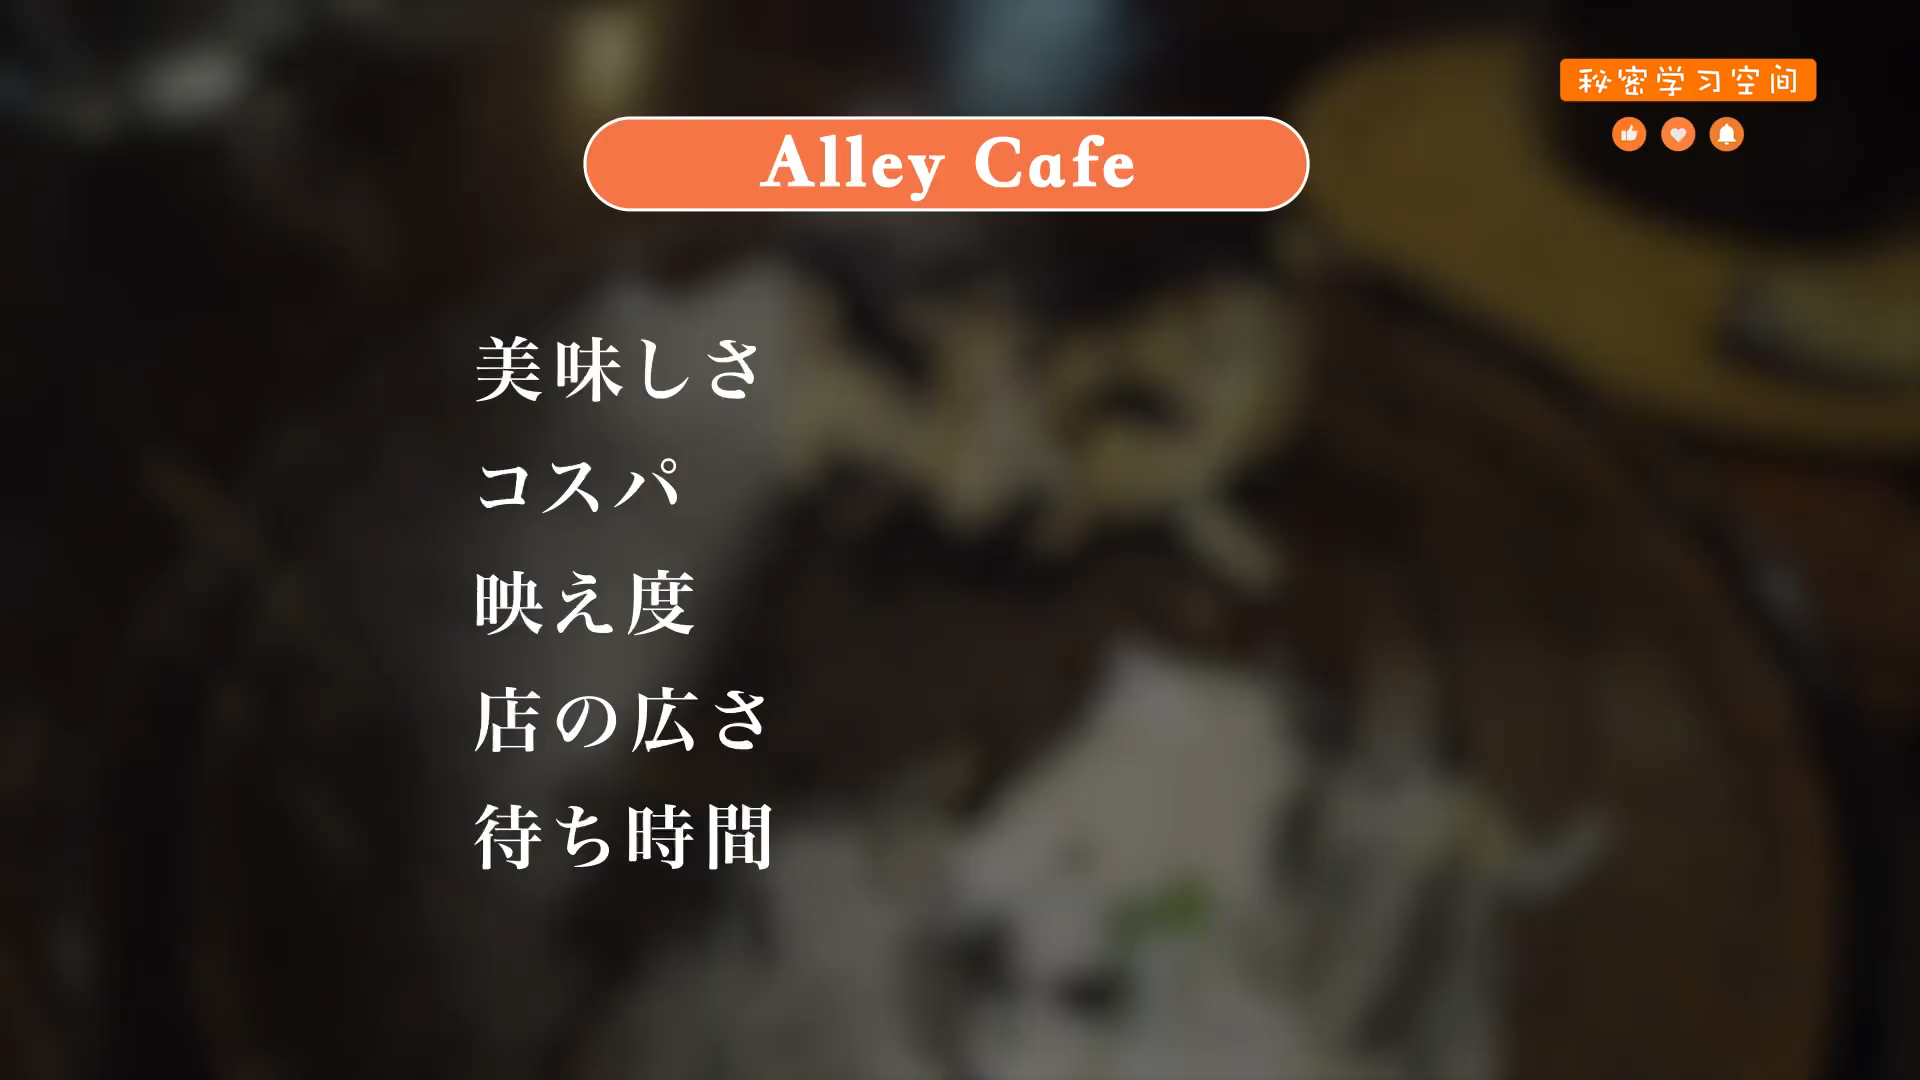 秘密学习空间
Alley Cafe
美味しさ
コスパ
映え度
店の広さ
待ち時間